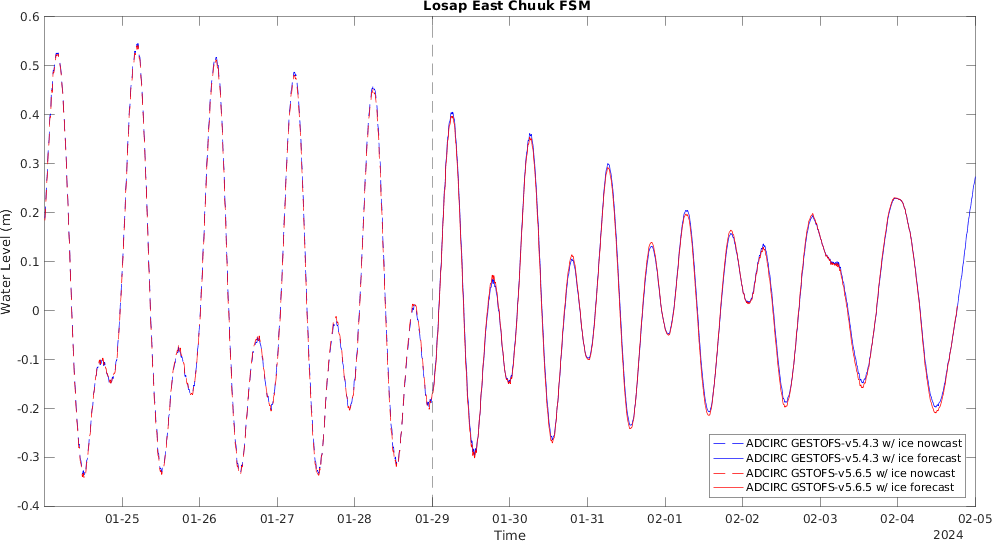 Losap East Chuuk FSM
0.6
0.5
0.4
0.3
0.2
0.1
0
-0.1
-0.2
-0.3
-0.4
Water Level (m)
ADCIRC GESTOFS-v5.4.3 w/ ice nowcast
ADCIRC GESTOFS-v5.4.3 w/ ice forecast
ADCIRC GSTOFS-v5.6.5 w/ ice nowcast
ADCIRC GSTOFS-v5.6.5 w/ ice forecast
01-25 01-26 01-27 01-28 01-29 01-30 01-31 02-01 02-02 02-03 02-04 02-05
Time 2024